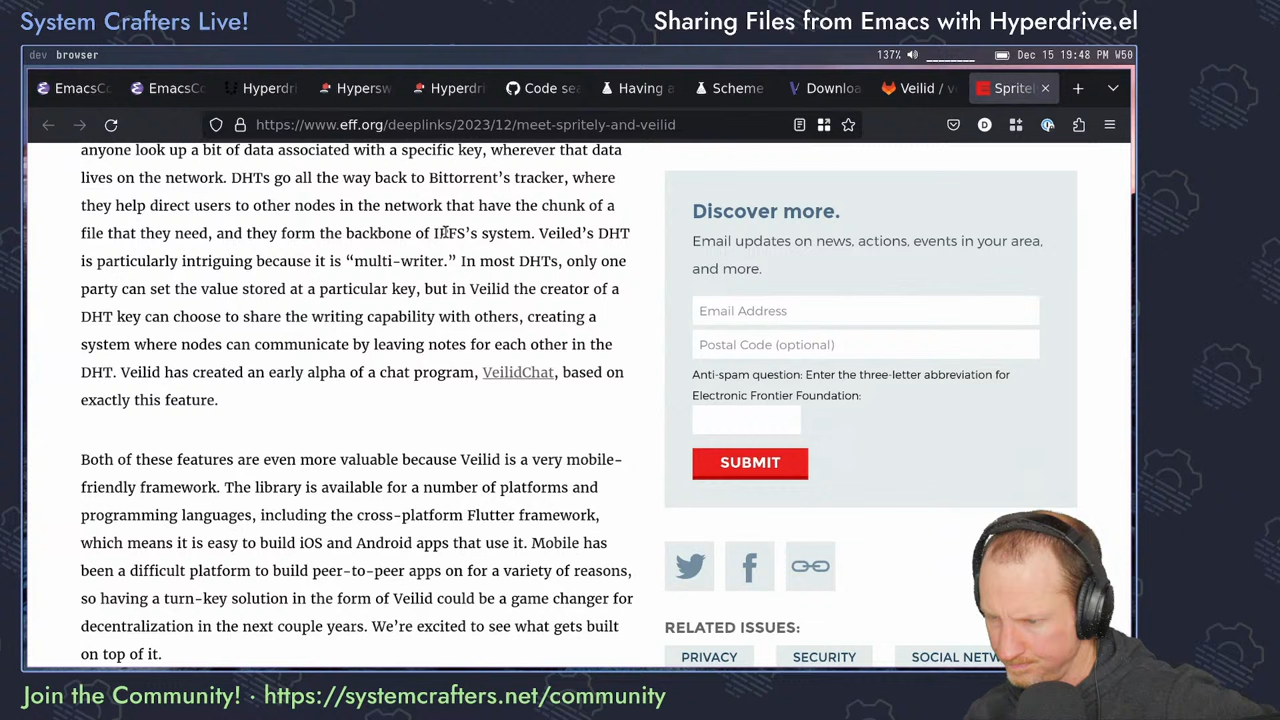 System Crafters Live!
Sharing Files from Emacs with Hyperdrive.el
dev browser
137%
Dec 15 19:48 PM W50
EmacsCo
EmacsCo
Hyperdri
Hypersw
Hyperdri
Code sea
Having a
Scheme
Downloa
Veilid / ve
Spritely
https://www.eff.org/deeplinks/2023/12/meet-spritely-and-veilid
anyone look up a bit of data associated with a specific key, wherever that data
lives on the network. DHTs go all the way back to Bittorrent's tracker, where
they help direct users to other nodes in the network that have the chunk of a
file that they need, and they form the backbone of IPFS's system. Veiled's DHT
is particularly intriguing because it is “multi-writer.” In most DHTs, only one
party can set the value stored at a particular key, but in Veilid the creator of a
DHT key can choose to share the writing capability with others, creating a
system where nodes can communicate by leaving notes for each other in the
DHT. Veilid has created an early alpha of a chat program, VeilidChat, based on
exactly this feature.
Both of these features are even more valuable because Veilid is a very mobile-
friendly framework. The library is available for a number of platforms and
programming languages, including the cross-platform Flutter framework,
which means it is easy to build iOS and Android apps that use it. Mobile has
been a difficult platform to build peer-to-peer apps on for a variety of reasons,
so having a turn-key solution in the form of Veilid could be a game changer for
decentralization in the next couple years. We're excited to see what gets built
on top of it.
Discover more.
Email updates on news, actions, events in your area,
and more.
Email Address
Postal Code (optional)
Anti-spam question: Enter the three-letter abbreviation for
Electronic Frontier Foundation:
SUBMIT
RELATED ISSUES:
PRIVACY
SECURITY
SOCIAL NETW
Join the Community! · https://systemcrafters.net/community